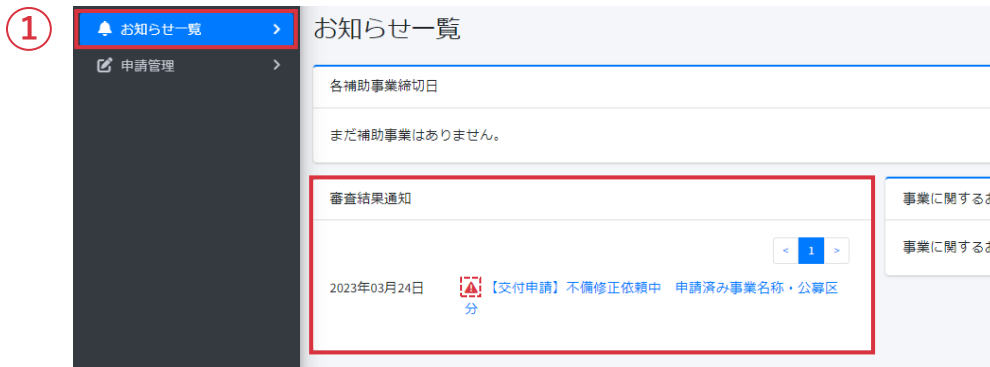 ①
お知らせ一覧
申請管理
お知らせ一覧
各補助事業締切日
まだ補助事業はありません。
審査結果通知
< 1 >
2023年03月24日 【交付申請】不備修正依頼中 申請済み事業名称・公募区
分
事業に関するお
事業に関するお